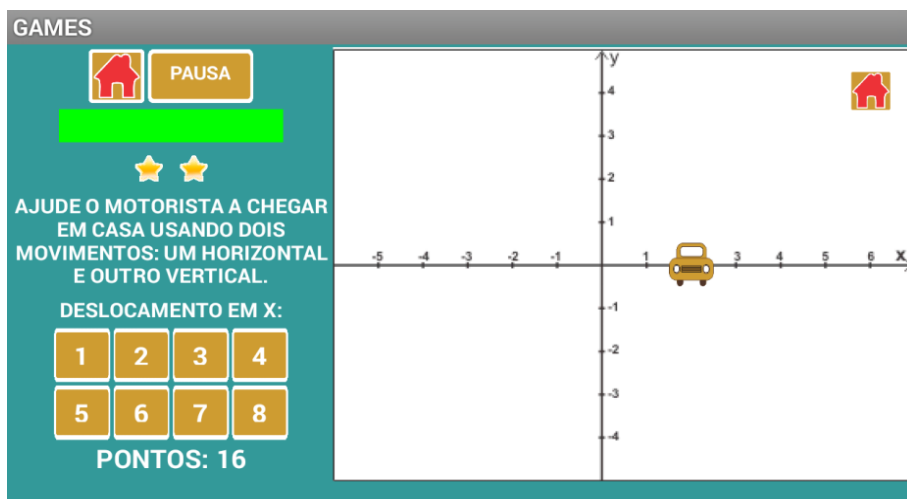 GAMES
PAUSA
AJUDE O MOTORISTA A CHEGAR
EM CASA USANDO DOIS
MOVIMENTOS: UM HORIZONTAL
E OUTRO VERTICAL.
DESLOCAMENTO EM X:
1 2 3 4
5 6 7 8
PONTOS: 16
y
4
3
2
1
-5 -4 -3 -2 -1 1 3 4 5 6 x
-1
-2
-3
-4